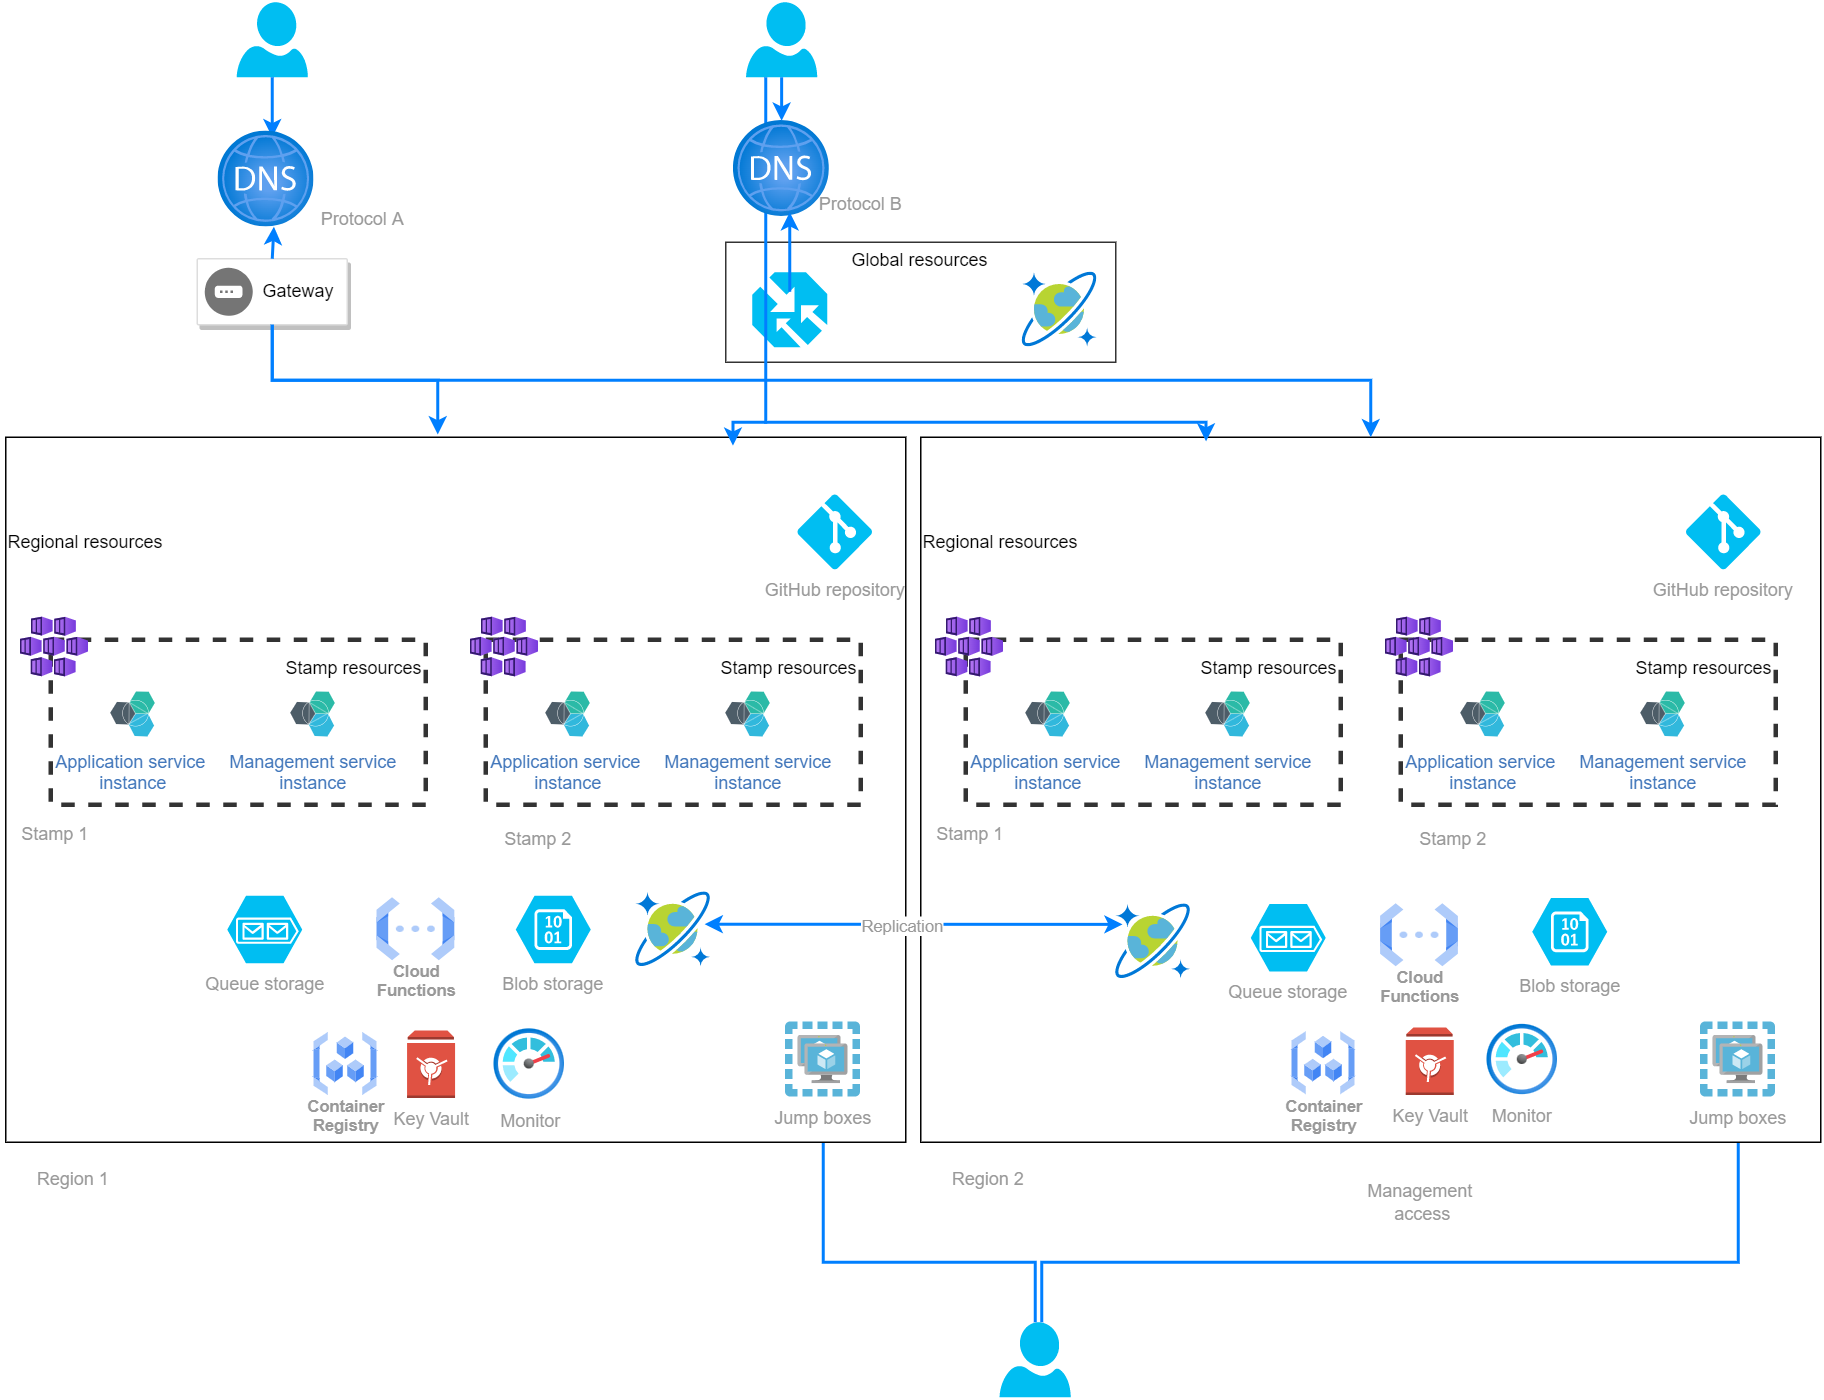 DNS
Protocol A
DNS
Protocol B
Gateway
Global resources
Regional resources
GitHub repository
Stamp resources
Application service
instance
Management service
instance
Stamp 1
Stamp resources
Application service
instance
Management service
instance
Stamp 2
Queue storage
Cloud
Functions
10
01
Blob storage
Replication
Container
Registry
Key Vault
Monitor
Jump boxes
Region 1
Regional resources
GitHub repository
Stamp resources
Application service
instance
Management service
instance
Stamp 1
Stamp resources
Application service
instance
Management service
instance
Stamp 2
Queue storage
Cloud
Functions
10
01
Blob storage
Container
Registry
Key Vault
Monitor
Jump boxes
Region 2
Management
access